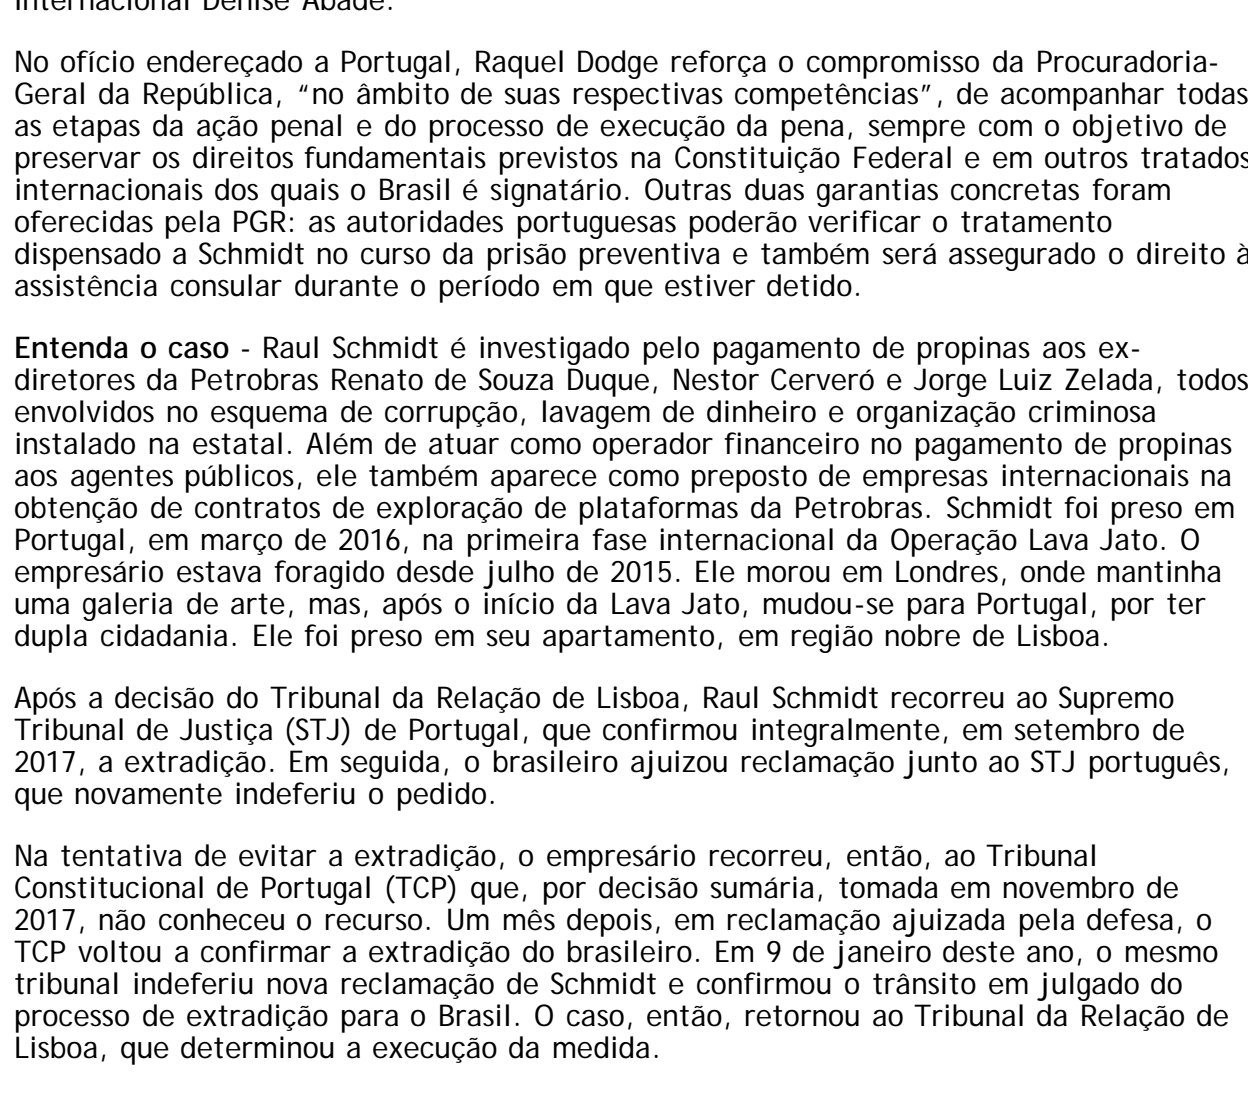 Internacional Denise Abade.
No ofício endereçado a Portugal, Raquel Dodge reforça o compromisso da Procuradoria-
Geral da República, “no âmbito de suas respectivas competências”, de acompanhar todas
as etapas da ação penal e do processo de execução da pena, sempre com o objetivo de
preservar os direitos fundamentais previstos na Constituição Federal e em outros tratados
internacionais dos quais o Brasil é signatário. Outras duas garantias concretas foram
oferecidas pela PGR: as autoridades portuguesas poderão verificar o tratamento
dispensado a Schmidt no curso da prisão preventiva e também será assegurado o direito à
assistência consular durante o período em que estiver detido.
Entenda o caso - Raul Schmidt é investigado pelo pagamento de propinas aos ex-
diretores da Petrobras Renato de Souza Duque, Nestor Cerveró e Jorge Luiz Zelada, todos
envolvidos no esquema de corrupção, lavagem de dinheiro e organização criminosa
instalado na estatal. Além de atuar como operador financeiro no pagamento de propinas
aos agentes públicos, ele também aparece como preposto de empresas internacionais na
obtenção de contratos de exploração de plataformas da Petrobras. Schmidt foi preso em
Portugal, em março de 2016, na primeira fase internacional da Operação Lava Jato. O
empresário estava foragido desde julho de 2015. Ele morou em Londres, onde mantinha
uma galeria de arte, mas, após o início da Lava Jato, mudou-se para Portugal, por ter
dupla cidadania. Ele foi preso em seu apartamento, em região nobre de Lisboa.
Após a decisão do Tribunal da Relação de Lisboa, Raul Schmidt recorreu ao Supremo
Tribunal de Justiça (STJ) de Portugal, que confirmou integralmente, em setembro de
2017, a extradição. Em seguida, o brasileiro ajuizou reclamação junto ao STJ português,
que novamente indeferiu o pedido.
Na tentativa de evitar a extradição, o empresário recorreu, então, ao Tribunal
Constitucional de Portugal (TCP) que, por decisão sumária, tomada em novembro de
2017, não conheceu o recurso. Um mês depois, em reclamação ajuizada pela defesa, o
TCP voltou a confirmar a extradição do brasileiro. Em 9 de janeiro deste ano, o mesmo
tribunal indeferiu nova reclamação de Schmidt e confirmou o trânsito em julgado do
processo de extradição para o Brasil. O caso, então, retornou ao Tribunal da Relação de
Lisboa, que determinou a execução da medida.